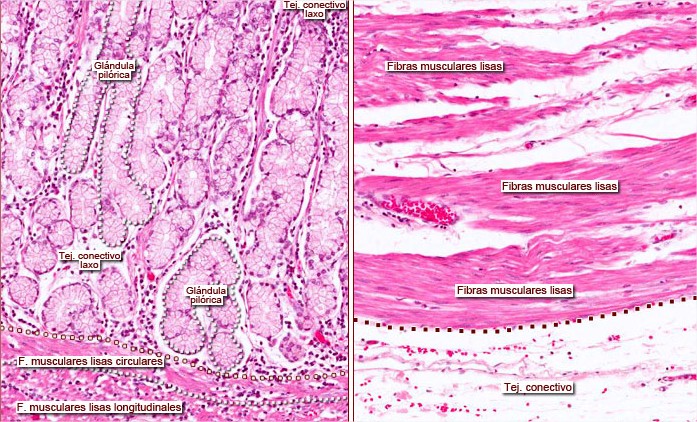 Tej. conectivo
laxo
Glándula
pilórica
Tej. conectivo
laxo
Glándula
pilórica
F. musculares lisas circulares
F. musculares lisas longitudinales
Fibras musculares lisas
Fibras musculares lisas
Fibras musculares lisas
Tej. conectivo